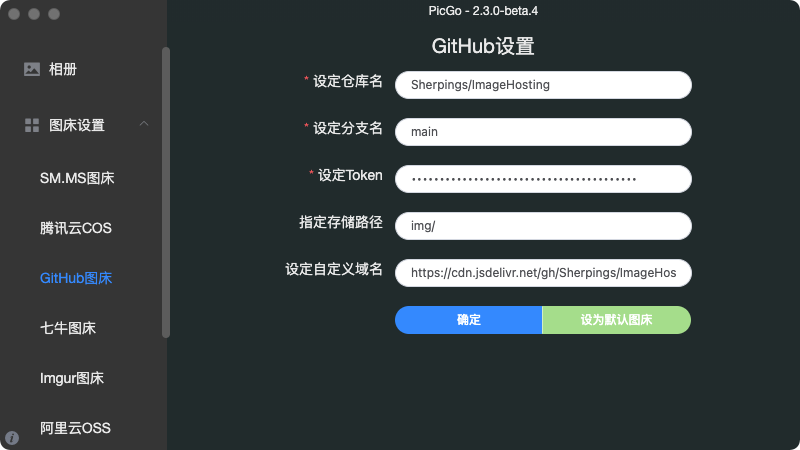 PicGo - 2.3.0-beta.4
相册
图床设置
SM.MS图床
腾讯云COS
GitHub图床
七牛图床
Imgur图床
阿里云OSS
GitHub设置
* 设定仓库名
Sherpings/ImageHosting
* 设定分支名
main
* 设定Token
指定存储路径
img/
设定自定义域名
https://cdn.jsdelivr.net/gh/Sherpings/ImageHos
确定
设为默认图床